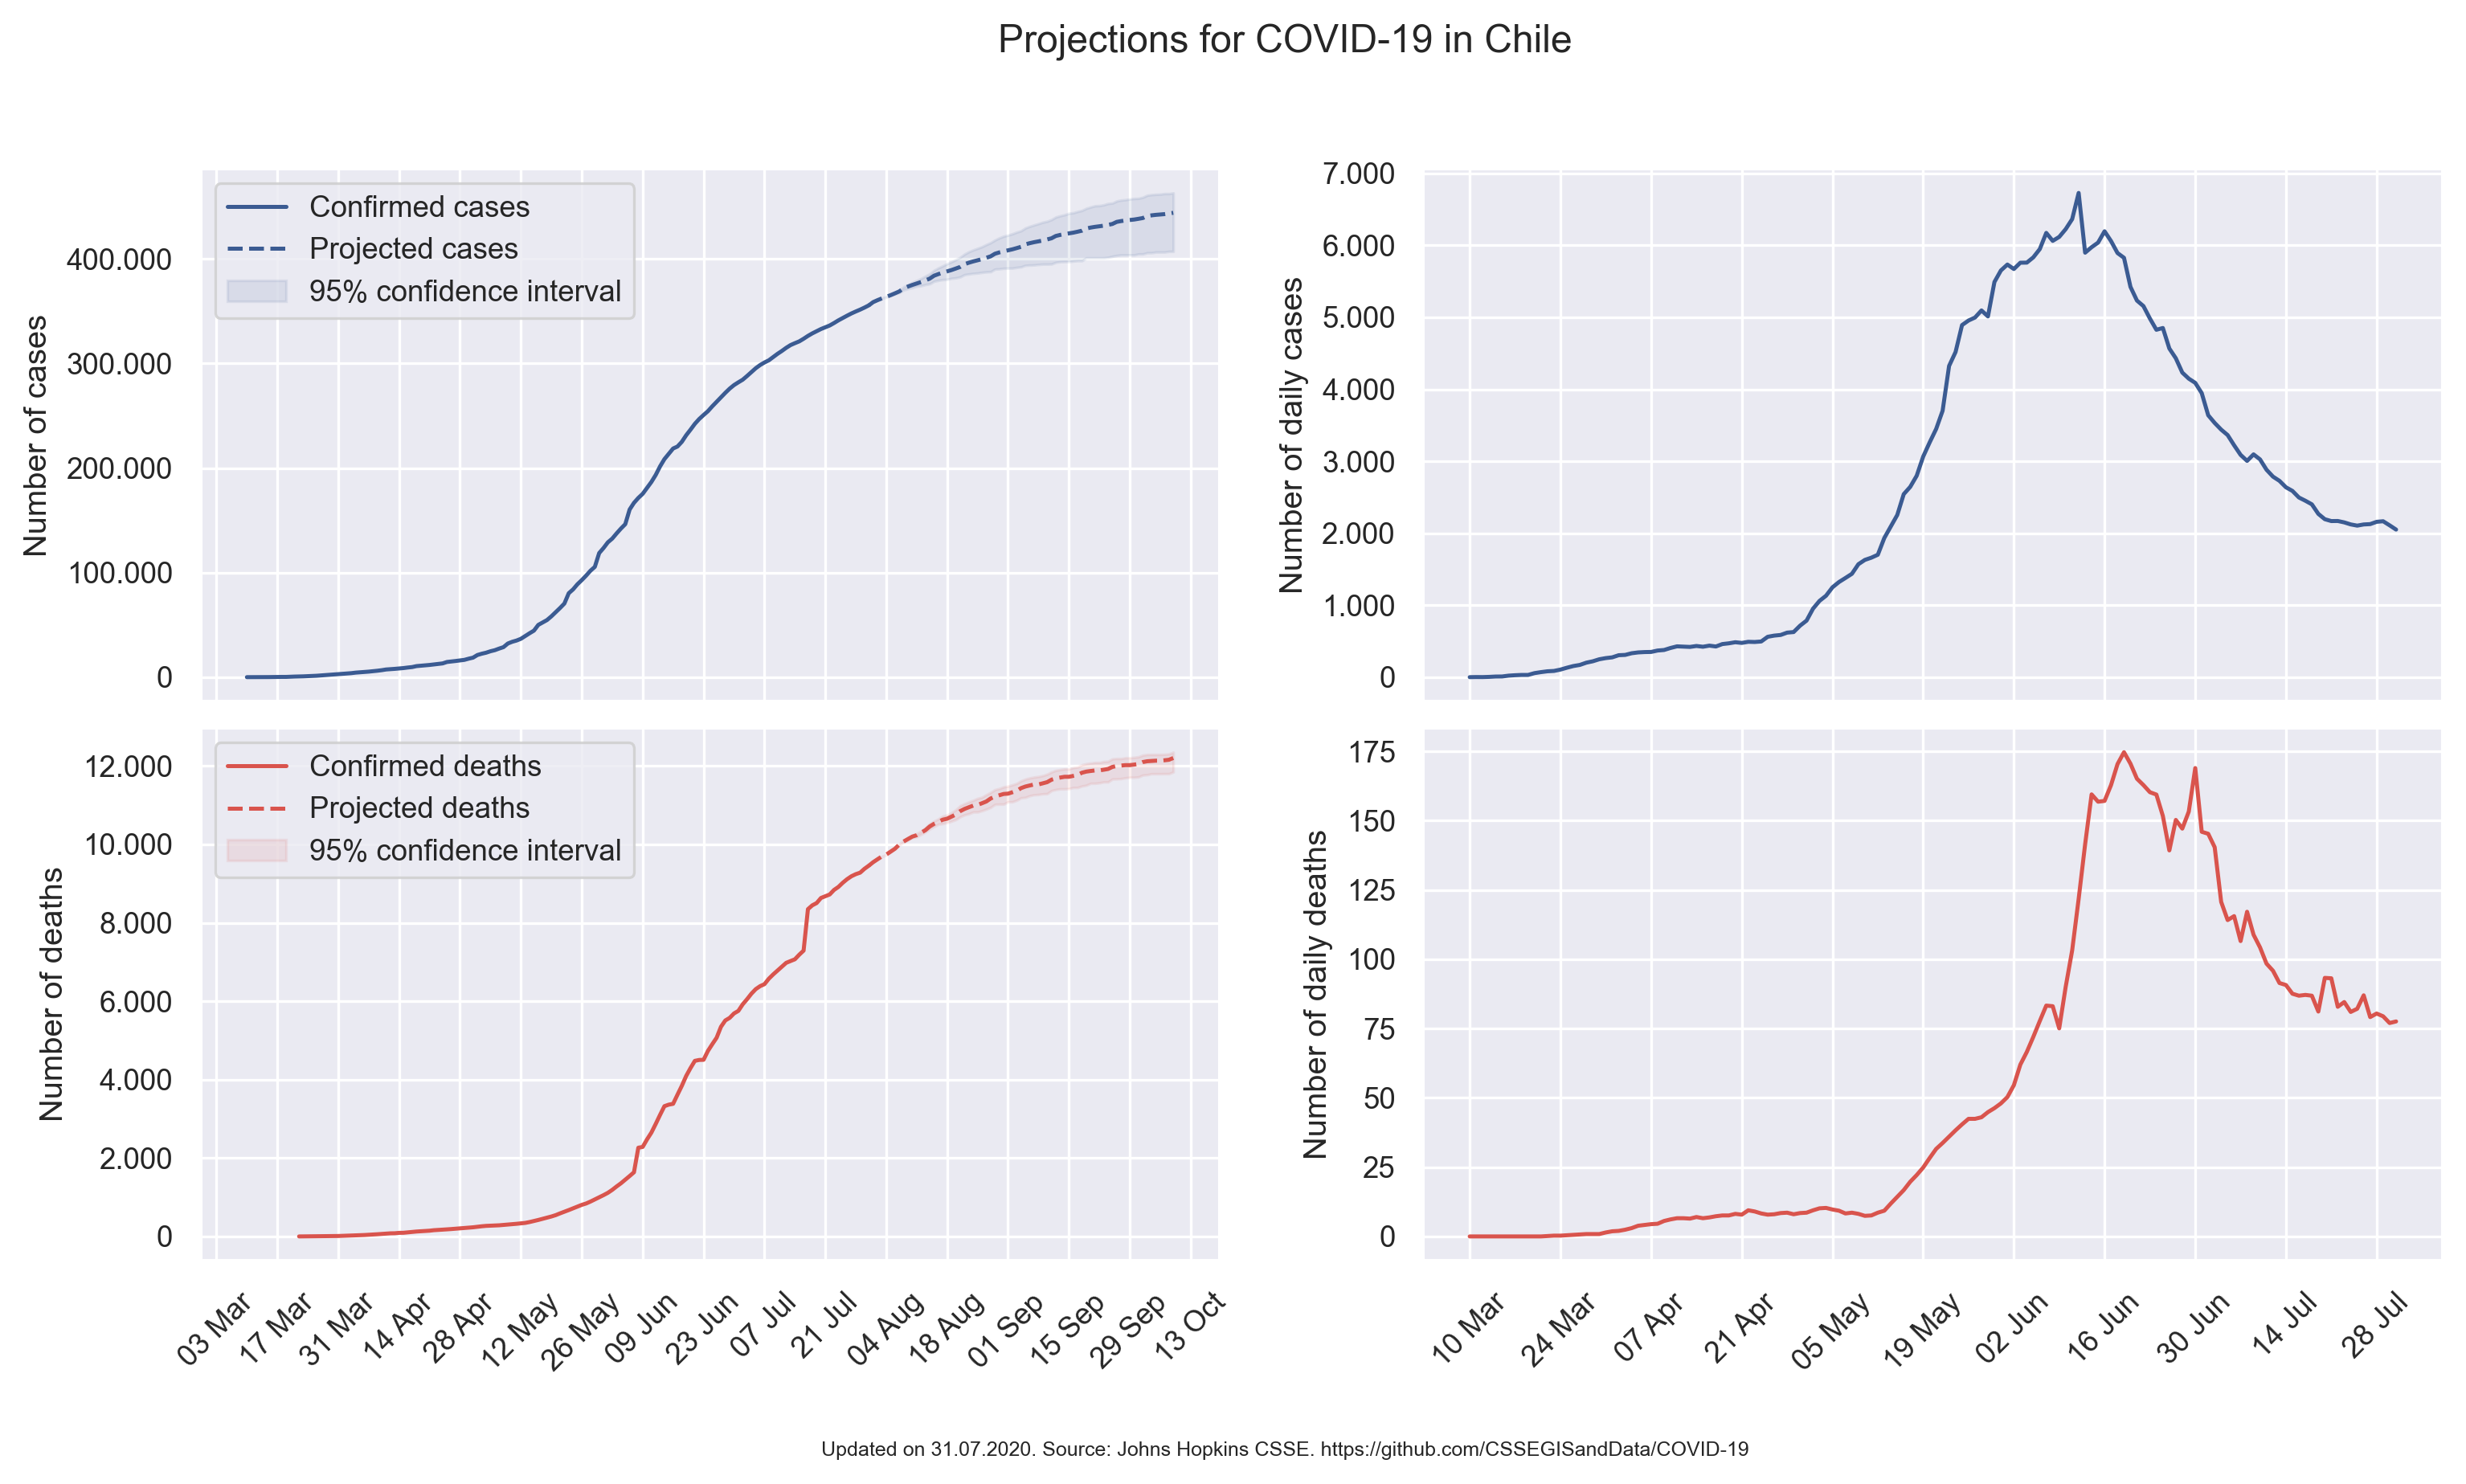 Projections for COVID-19 in Chile
Number of cases
400.000
300.000
200.000
100.000
0
Confirmed cases
Projected cases
95% confidence interval
Number of daily cases
7.000
6.000
5.000
4.000
3.000
2.000
1.000
0
Number of deaths
12.000
10.000
8.000
6.000
4.000
2.000
0
Confirmed deaths
Projected deaths
95% confidence interval
03 Mar
17 Mar
31 Mar
14 Apr
28 Apr
12 May
26 May
09 Jun
23 Jun
07 Jul
21 Jul
04 Aug
18 Aug
01 Sep
15 Sep
29 Sep
13 Oct
Number of daily deaths
175
150
125
100
75
50
25
0
10 Mar
24 Mar
07 Apr
21 Apr
05 May
19 May
02 Jun
16 Jun
30 Jun
14 Jul
28 Jul
Updated on 31.07.2020. Source: Johns Hopkins CSSE. https://github.com/CSSEGISandData/COVID-19